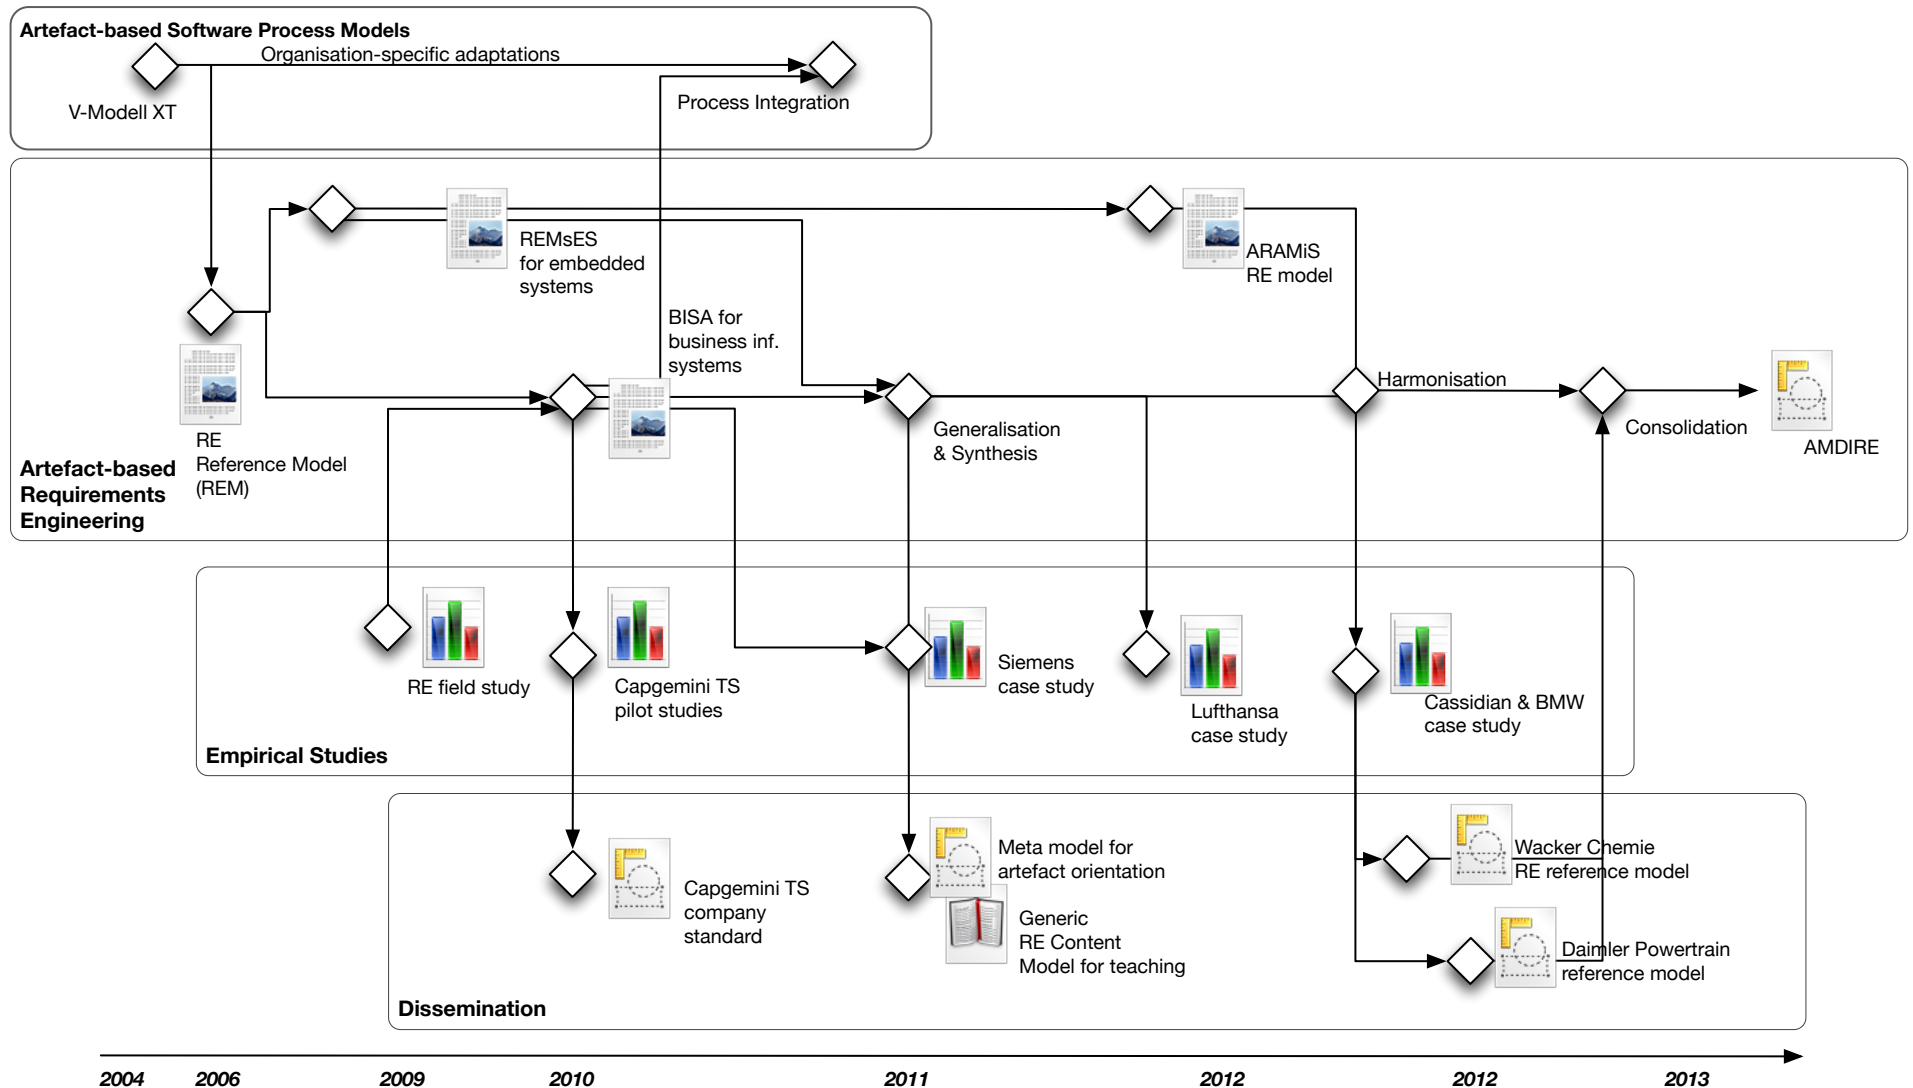 Artefact-based Software Process Models
Organisation-specific adaptations
V-Modell XT
Process Integration
REMsES
for embedded
systems
ARAMiS
RE model
BISA for
business inf.
systems
Harmonisation
RE
Reference Model
(REM)
Generalisation
& Synthesis
Consolidation
AMDIRE
Artefact-based
Requirements
Engineering
RE field study
Capgemini TS
pilot studies
Siemens
case study
Lufthansa
case study
Cassidian & BMW
case study
Empirical Studies
Capgemini TS
company
standard
Meta model for
artefact orientation
Generic
RE Content
Model for teaching
Wacker Chemie
RE reference model
Daimler Powertrain
reference model
Dissemination
2004 2006 2009 2010 2011 2012 2012 2013